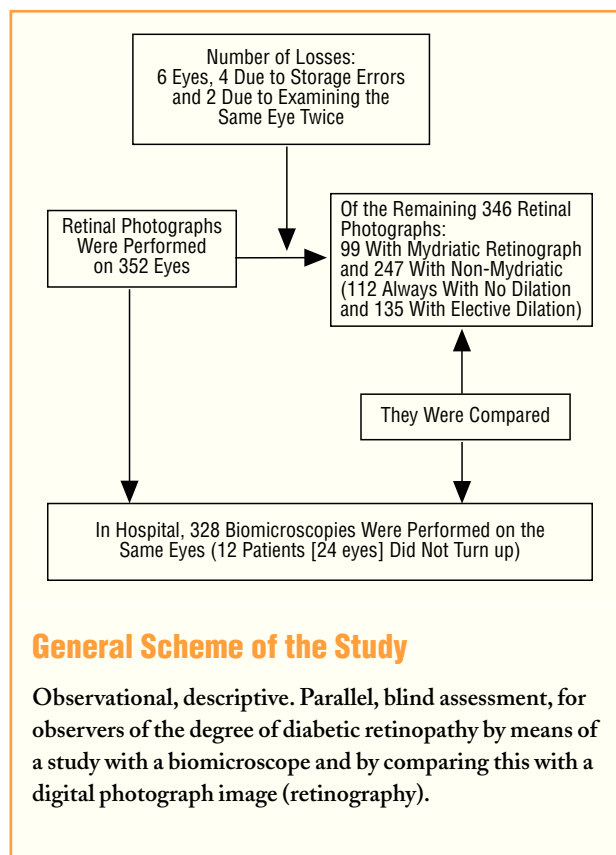 Number of Losses:
6 Eyes, 4 Due to Storage Errors
and 2 Due to Examining the
Same Eye Twice
Retinal Photographs
Were Performed
on 352 Eyes
Of the Remaining 346 Retinal
Photographs:
99 With Mydriatic Retinograph
and 247 With Non-Mydriatic
(112 Always With No Dilation
and 135 With Elective Dilation)
They Were Compared
In Hospital, 328 Biomicroscopies Were Performed on the
Same Eyes (12 Patients [24 eyes] Did Not Turn up)
General Scheme of the Study
Observational, descriptive. Parallel, blind assessment, for
observers of the degree of diabetic retinopathy by means of
a study with a biomicroscope and by comparing this with a
digital photograph image (retinography).